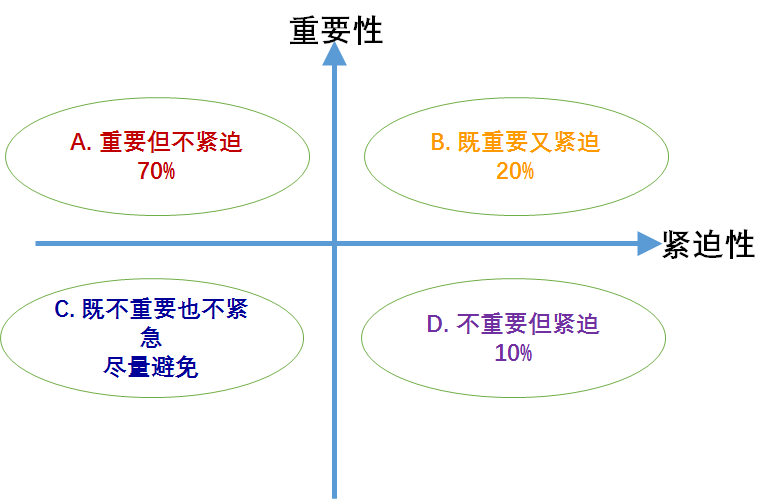 重要性
A. 重要但不紧迫
70%
B. 既重要又紧迫
20%
紧迫性
C. 既不重要也不紧
急
尽量避免
D. 不重要但紧迫
10%